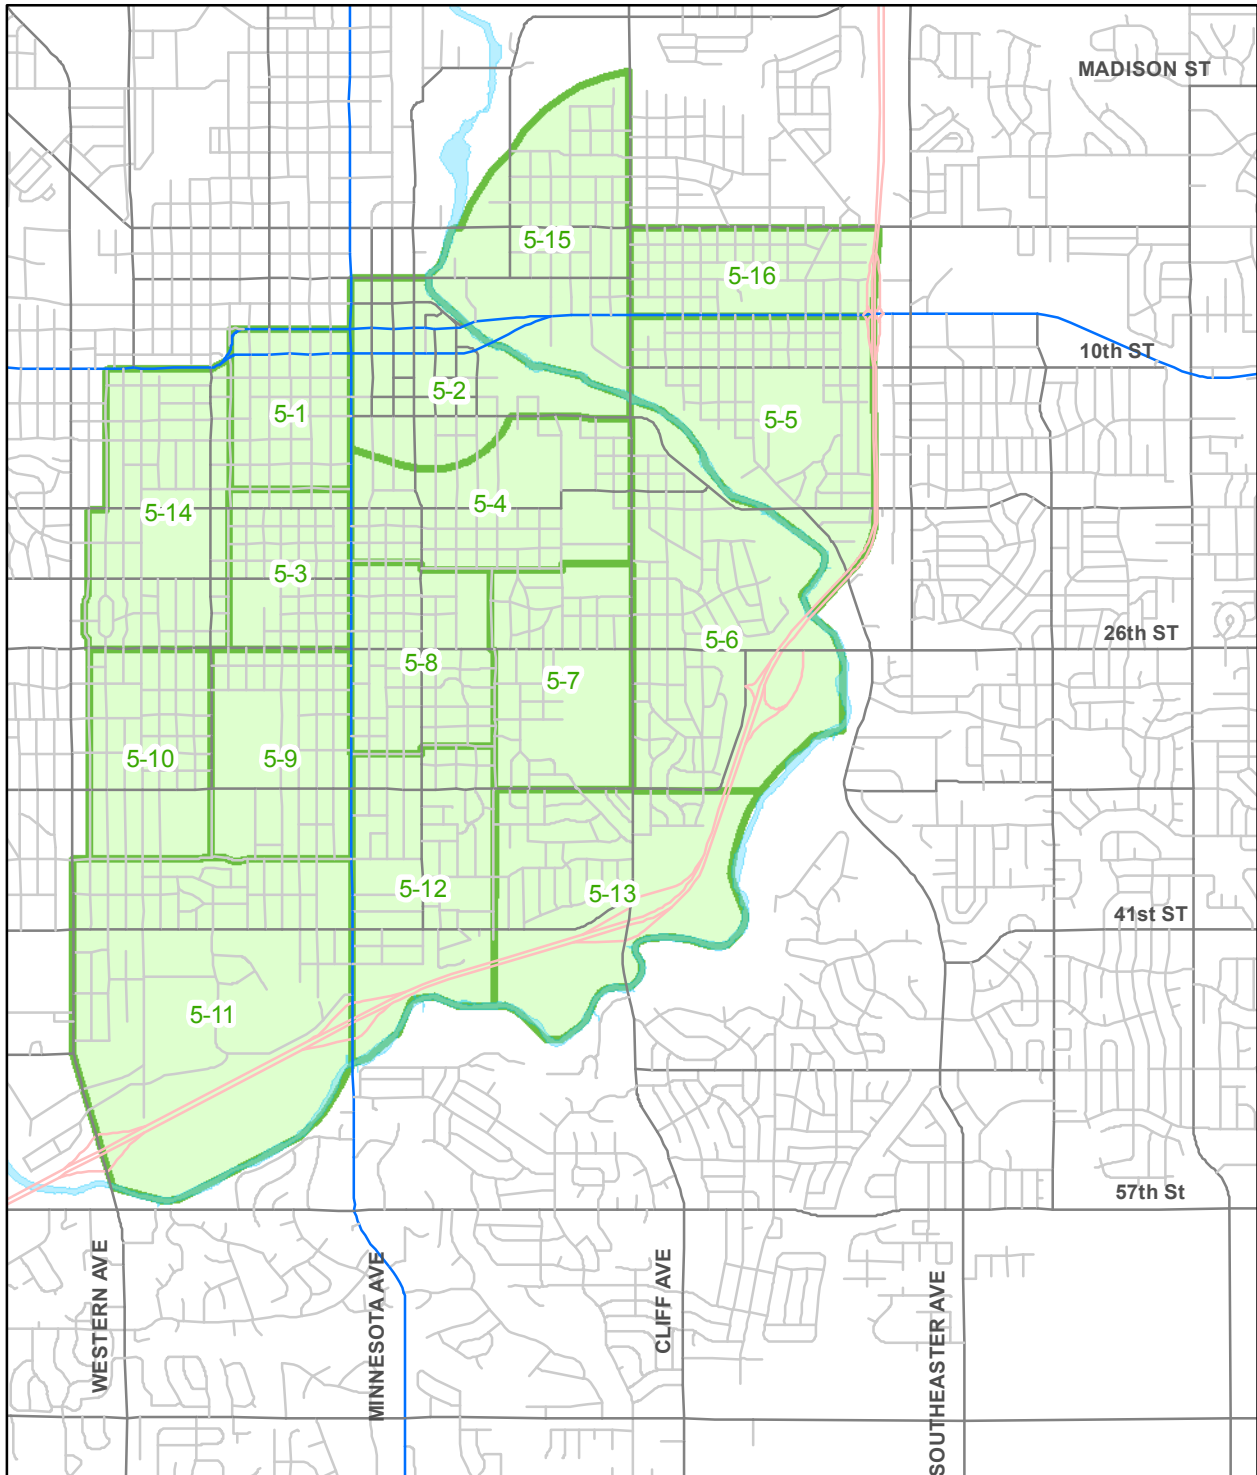 MADISON ST
5-15
5-16
10th ST
5-2
5-1
5-5
5-14
5-4
5-3
26th ST
5-6
5-8
5-7
5-10
5-9
5-12
5-13
41st ST
5-11
57th St
WESTERN AVE
MINNESOTA AVE
CLIFF AVE
SOUTHEASTER AVE